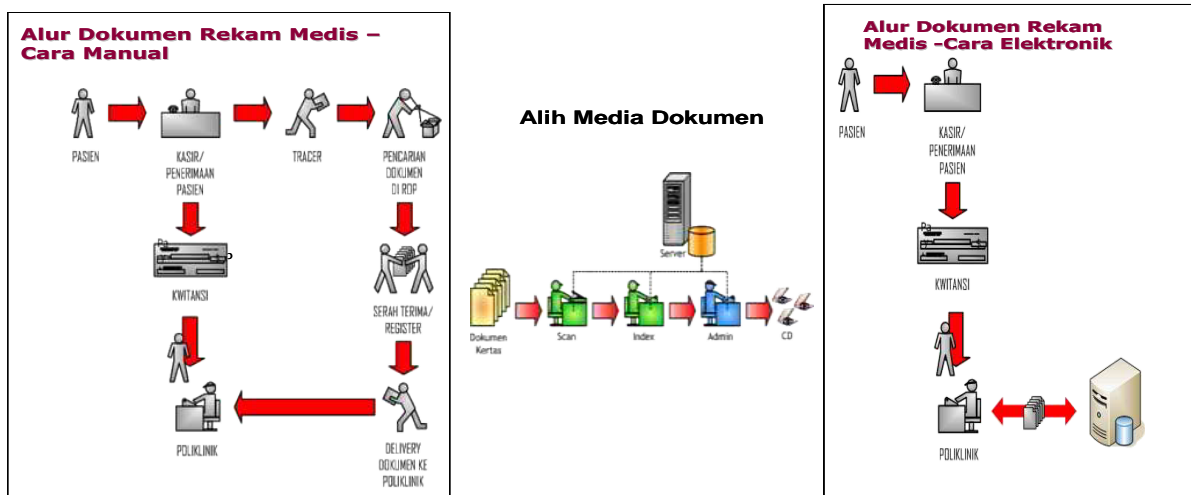 Alur Dokumen Rekam Medis –
Cara Manual
PASIEN
KASIR/
PENERIMAAN
PASIEN
TRACER
PENCARIAN
DOKUMEN
DI RDP
KWITANSI
SERAH TERIMA/
REGISTER
POLIKLINIK
DELIVERY
DOKUMEN KE
POLIKLINIK
Alih Media Dokumen
Server
Dokumen
Kertas
Scan
Index
Admin
CD
Alur Dokumen Rekam
Medis -Cara Elektronik
PASIEN
KASIR/
PENERIMAAN
PASIEN
KWITANSI
POLIKLINIK